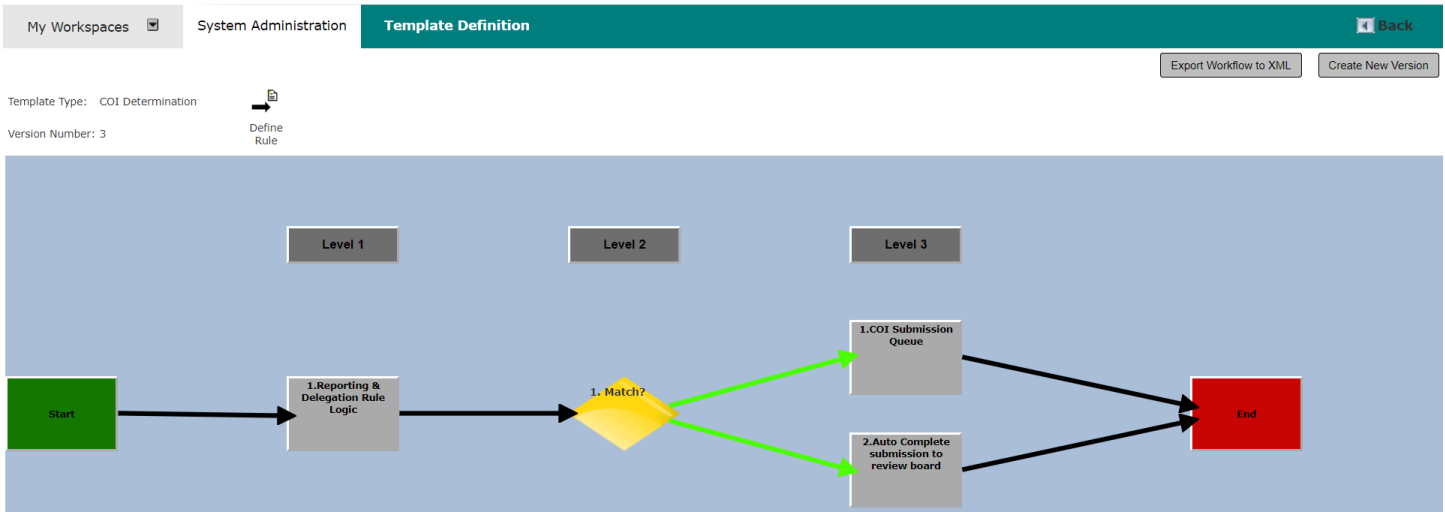 My Workspaces
System Administration
Template Definition
Back
Export Workflow to XML
Create New Version
Template Type: COI Determination
Version Number: 3
Define
Rule
Level 1
Level 2
Level 3
Start
1.Reporting &
Delegation Rule
Logic
1. Match?
1.COI Submission
Queue
2.Auto Complete
submission to
review board
End